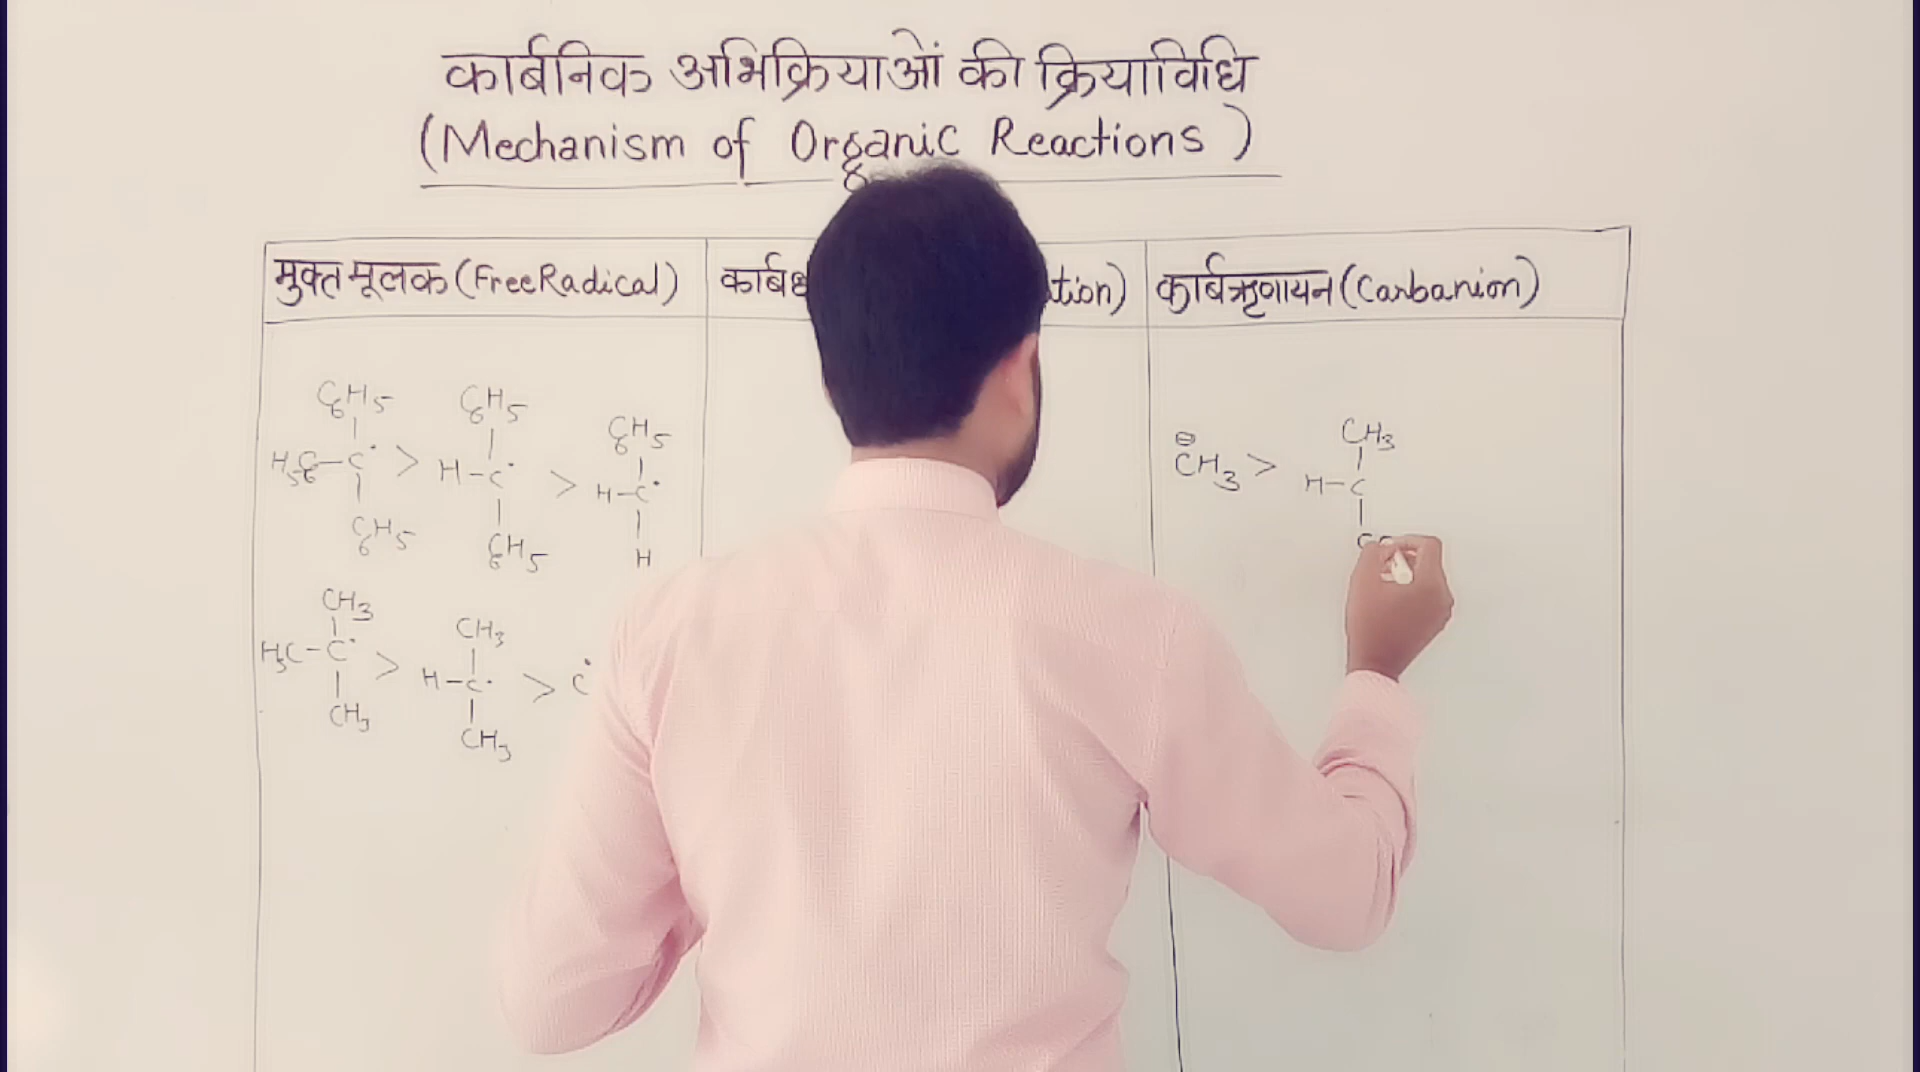 कार्बनिक अभिक्रियाओं की क्रियाविधि
(Mechanism of Organic Reactions)
मुक्त मूलक (Free Radical)
C6H5
H5C6-C• >
C6H5
C6H5
H-C• >
C6H5
C6H5
H-C•
H
CH3
H3C-C• >
CH3
CH3
H-C• >
CH3
C•
कार्बऋणायन (Carbanion)
⊖
CH3 >
CH3
H-C